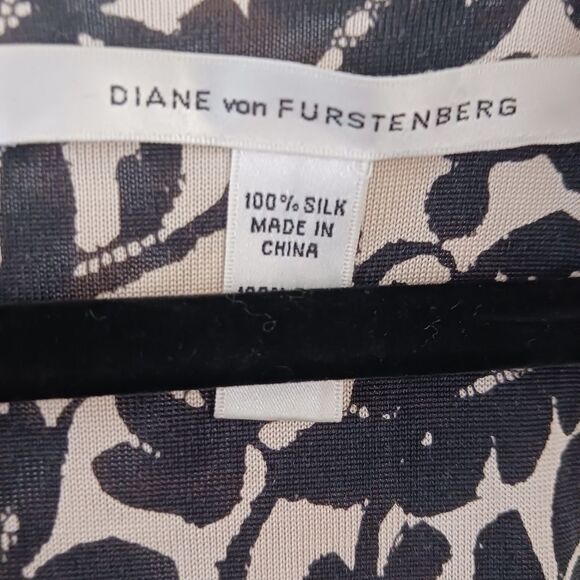 DIANE von FURSTENBERG
100% SILK
MADE IN
CHINA